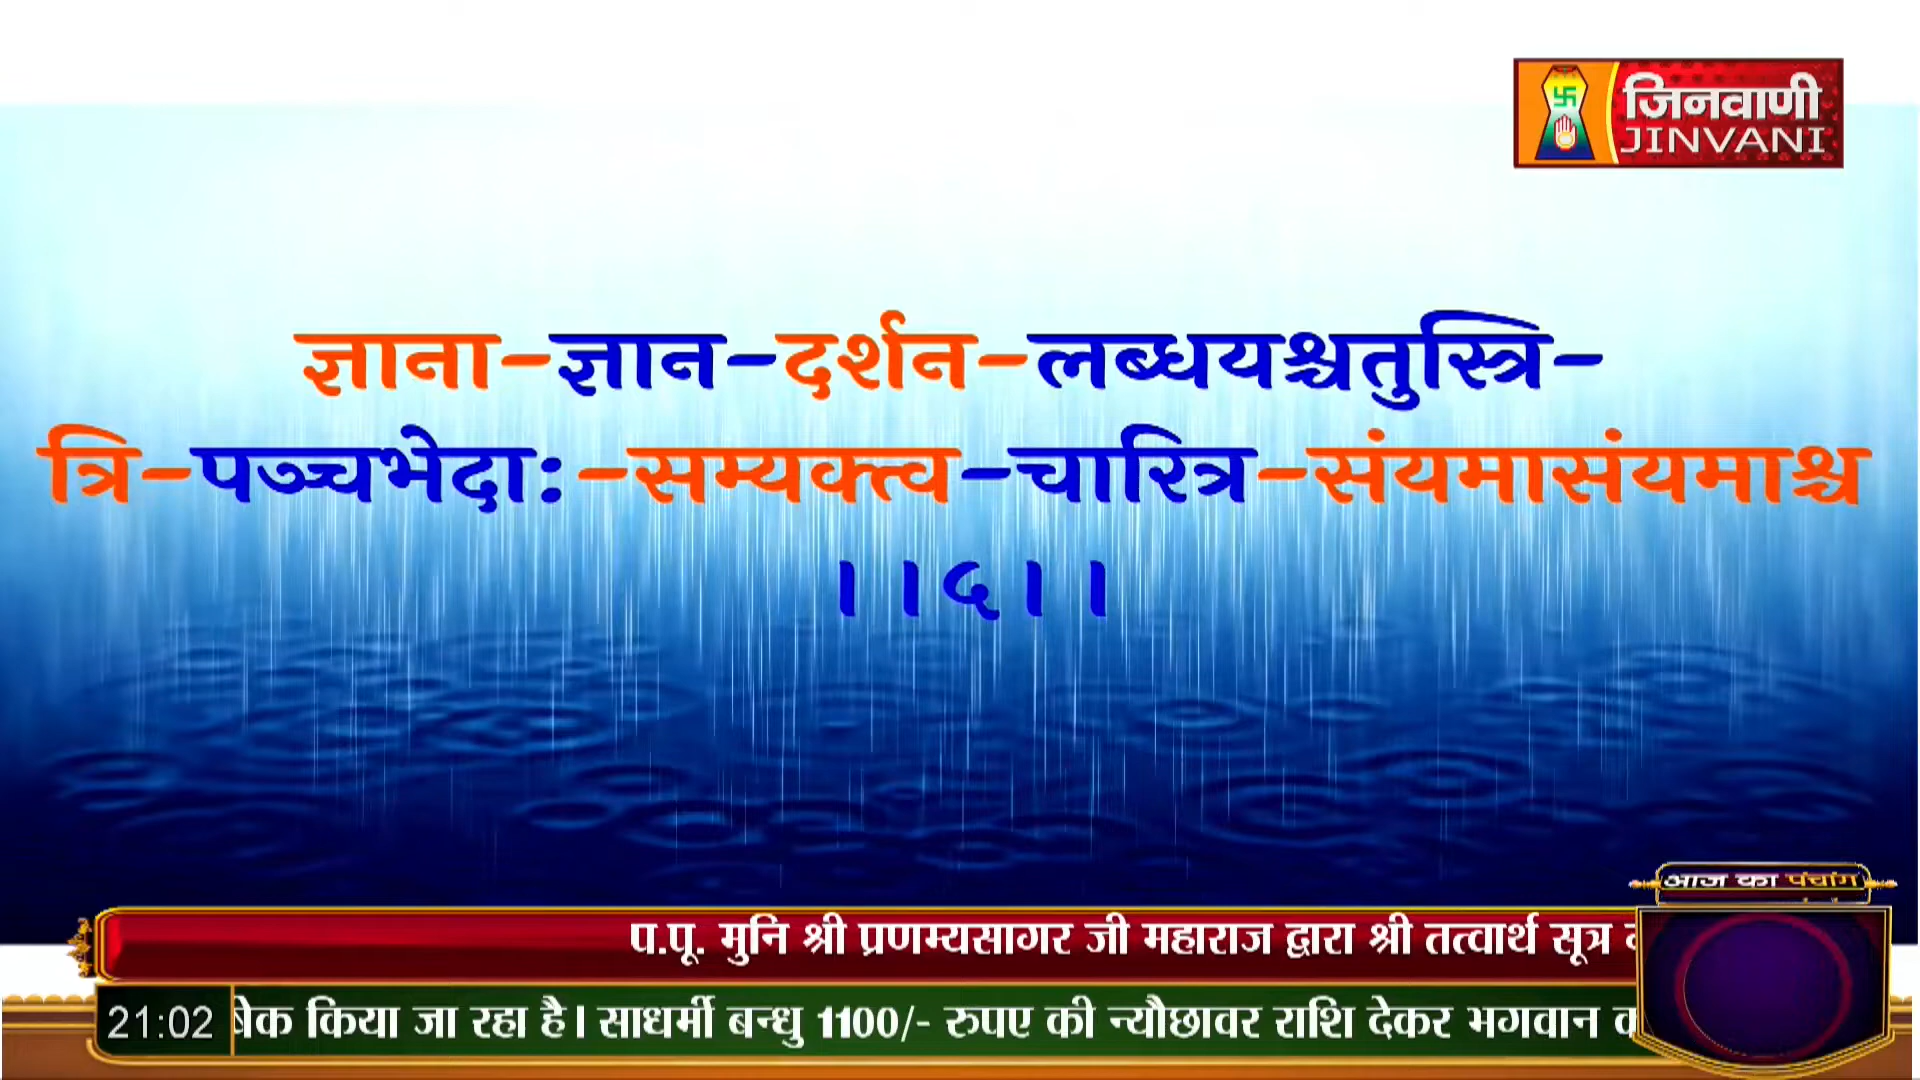 जिनवाणी
JINVANI
ज्ञाना-ज्ञान-दर्शन-लब्धयश्चतुस्त्रि-
त्रि-पञ्चभेदाः-सम्यक्त्व-चारित्र-संयमासंयमाश्च
।।५।।
आज का पंचांग
प.पू. मुनि श्री प्रणम्यसागर जी महाराज द्वारा श्री तत्वार्थ सूत्र
21:02
किया जा रहा है। साधर्मी बन्धु 1100/- रुपए की न्यौछावर राशि देकर भगवान